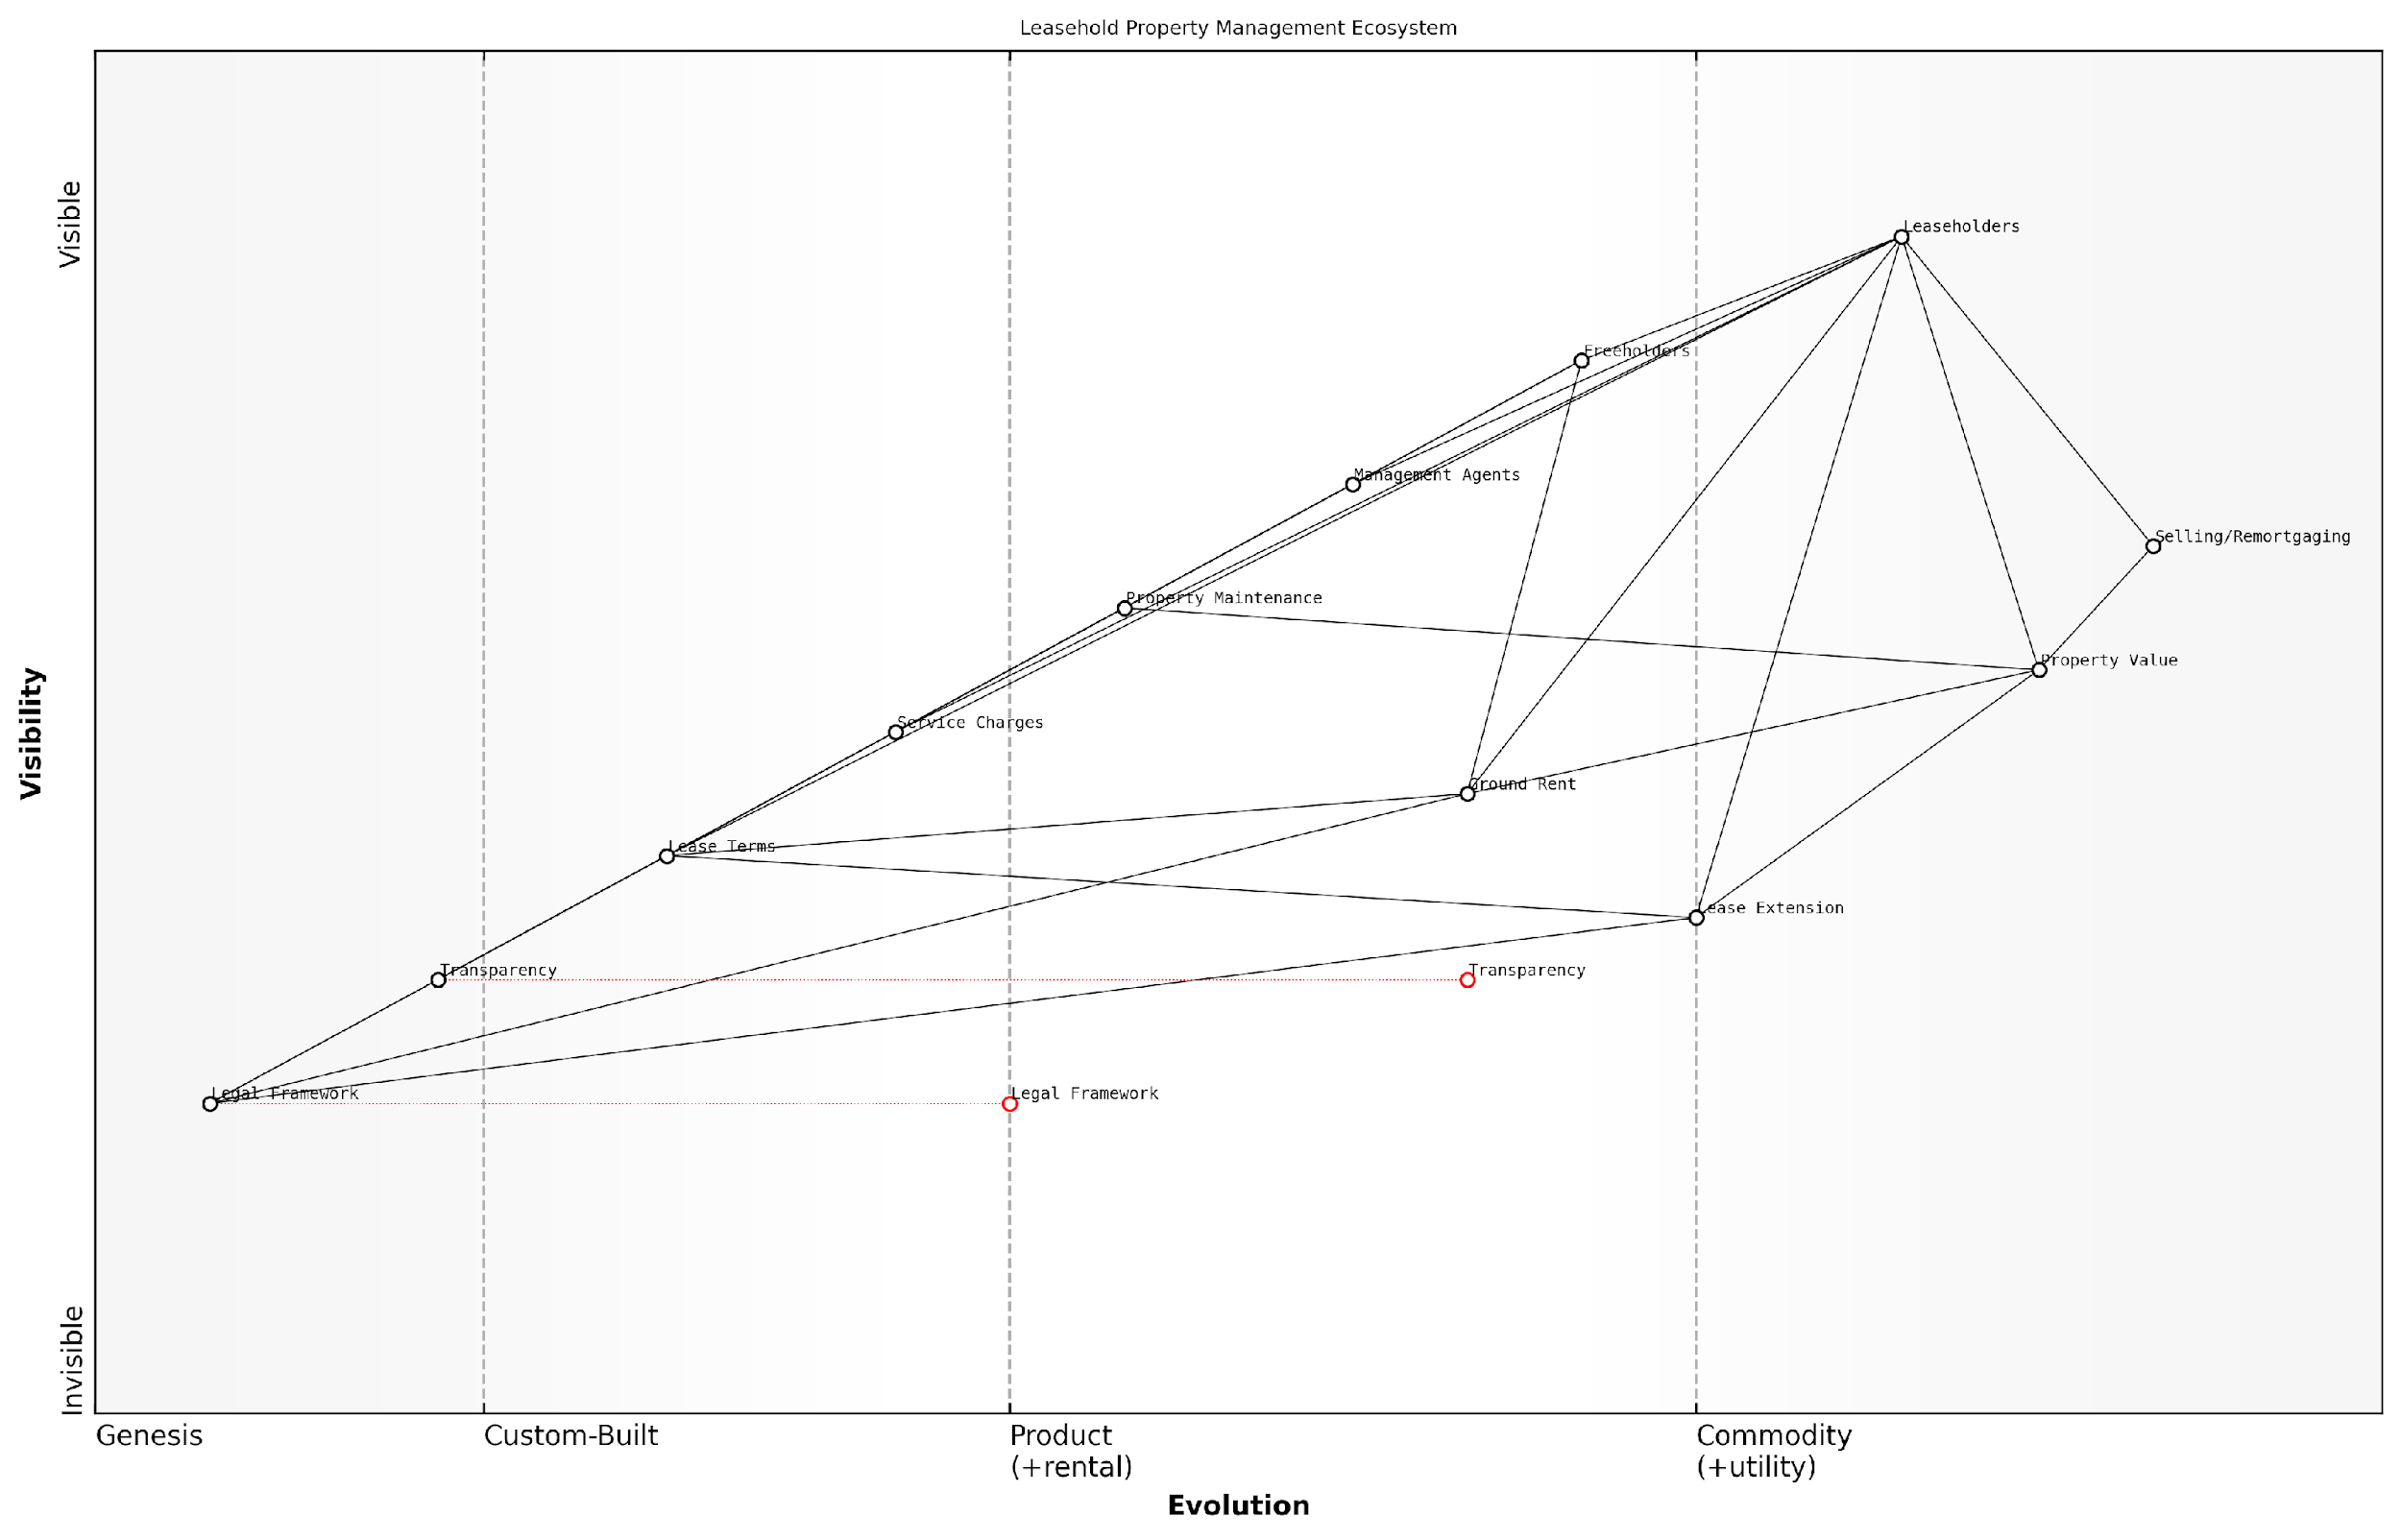 Leasehold Property Management Ecosystem
Visible
Leaseholders
Freeholders
Management Agents
Selling/Remortgaging
Property Maintenance
Property Value
Visibility
Service Charges
Ground Rent
Lease Terms
Lease Extension
Transparency
Transparency
Legal Framework
Legal Framework
Invisible
Genesis
Custom-Built
Product
(+rental)
Commodity
(+utility)
Evolution